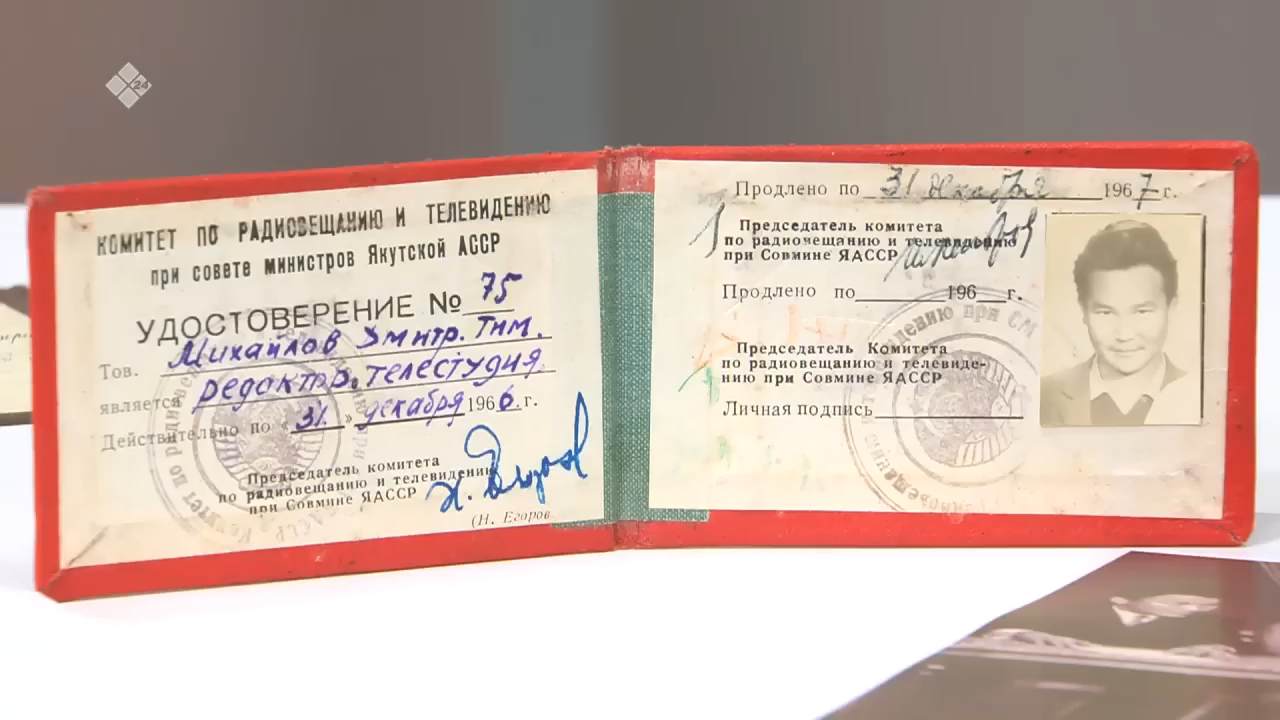 24
КОМИТЕТ ПО РАДИОВЕЩАНИЮ И ТЕЛЕВИДЕНИЮ
при совете министров Якутской АССР
УДОСТОВЕРЕНИЕ № 75
Тов. Михайлов Дмитр. Тим.
является редактор. телестудия
Действительно по «31» декабря 1966 г.
Председатель комитета
по радиовещанию и телевидению
при Совмине ЯАССР
(Н. Егоров
Продлено по 31 декабря 1967 г.
Председатель комитета
по радиовещанию и телевидению
при Совмине ЯАССР
Продлено по 196 г.
Председатель Комитета
по радиовещанию и телевиде-
нию при Совмине ЯАССР
Личная подпись